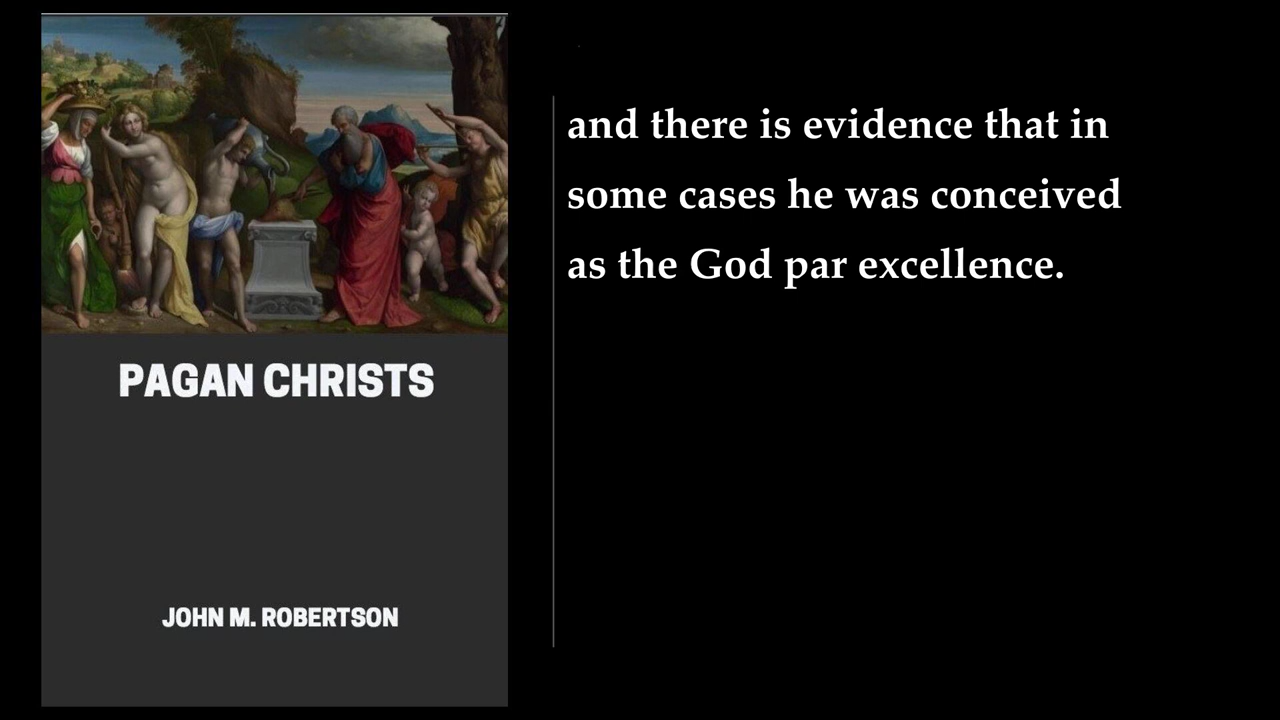 PAGAN CHRISTS
JOHN M. ROBERTSON
and there is evidence that in
some cases he was conceived
as the God par excellence.